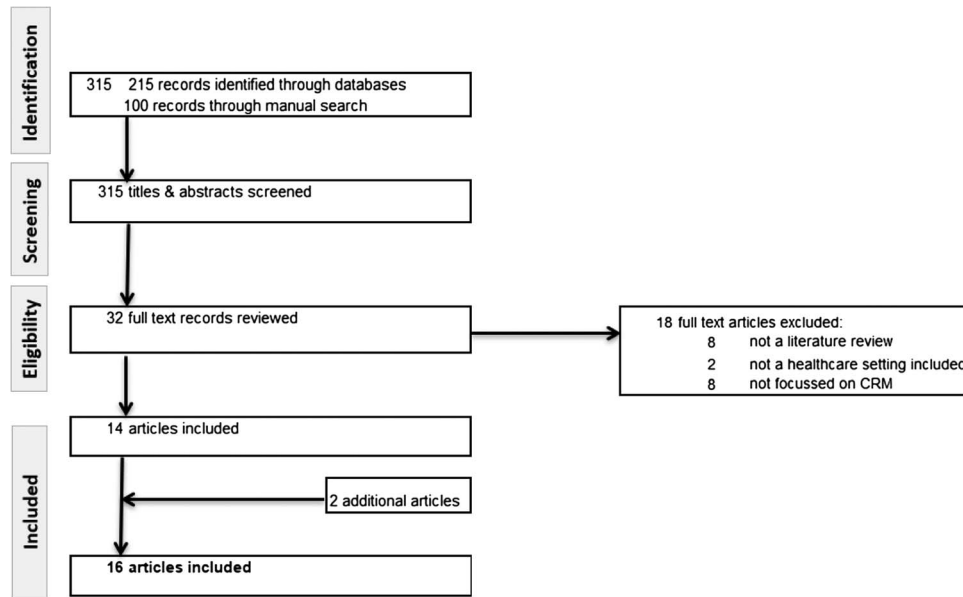 Identification
315 215 records identified through databases
100 records through manual search
Screening
315 titles & abstracts screened
Eligibility
32 full text records reviewed
18 full text articles excluded:
8 not a literature review
2 not a healthcare setting included
8 not focussed on CRM
Included
14 articles included
2 additional articles
16 articles included